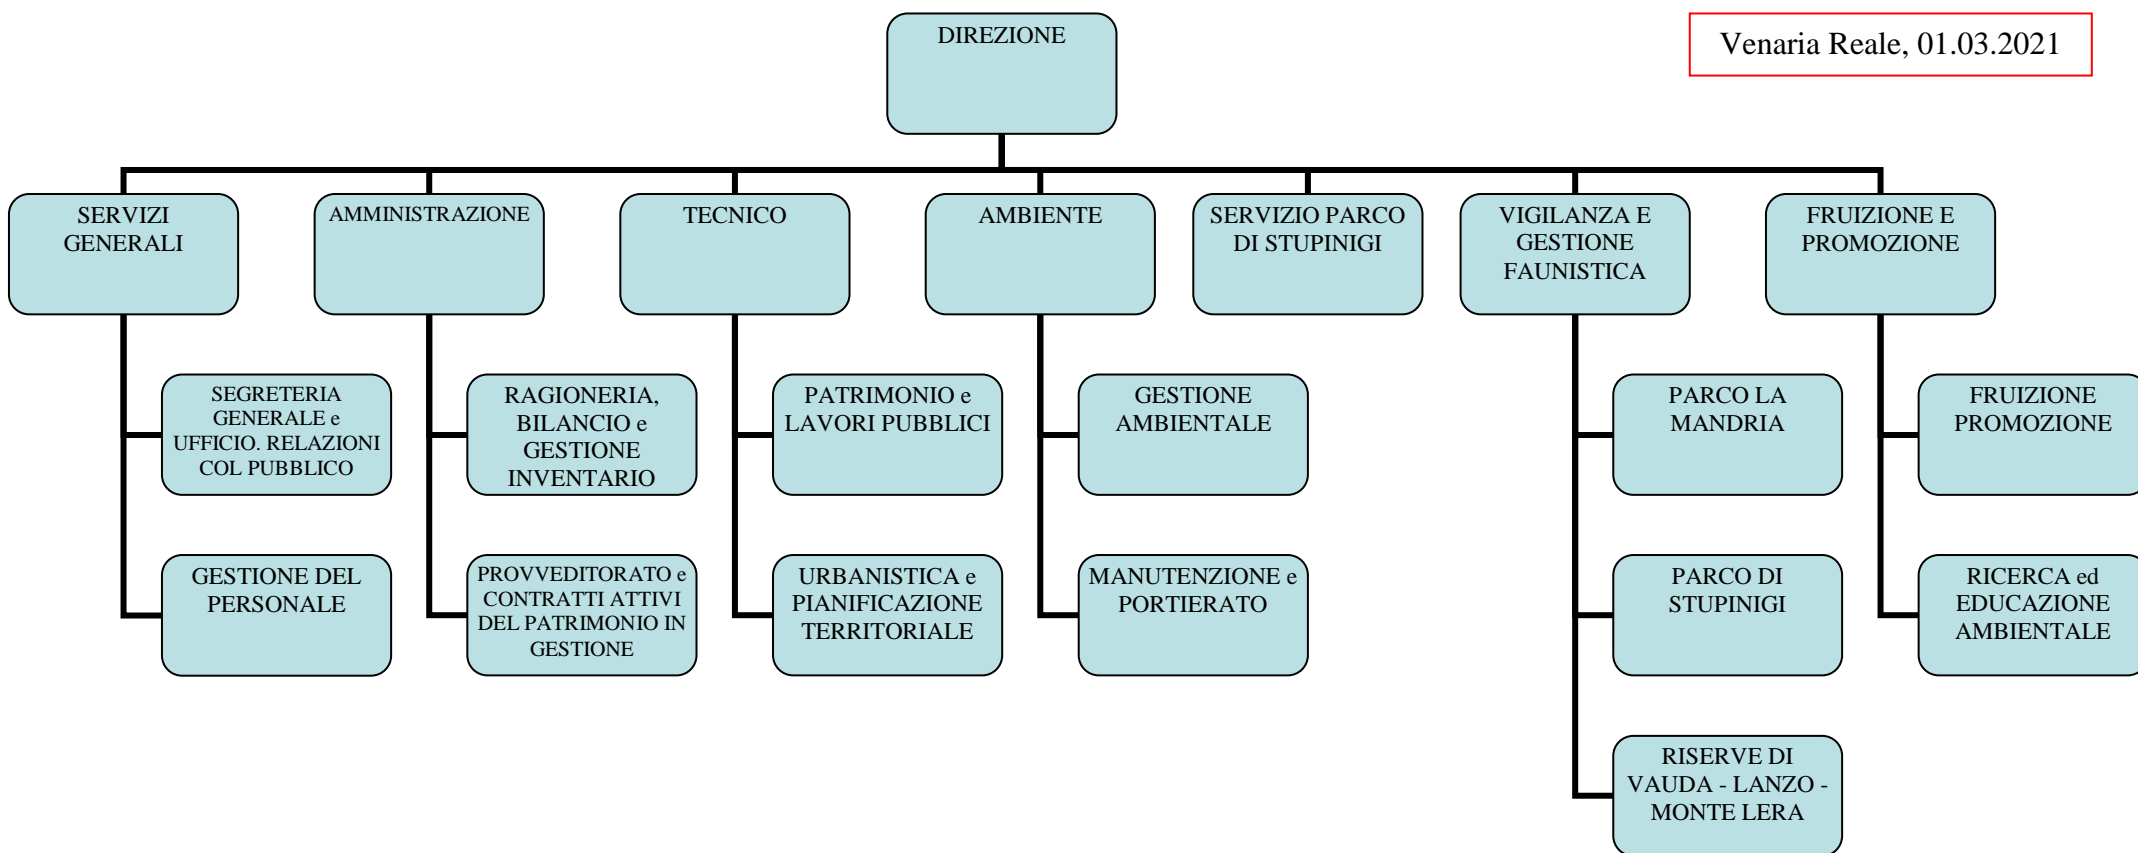 DIREZIONE
Venaria Reale, 01.03.2021
SERVIZI
GENERALI
AMMINISTRAZIONE
TECNICO
AMBIENTE
SERVIZIO PARCO
DI STUPINIGI
VIGILANZA E
GESTIONE
FAUNISTICA
FRUIZIONE E
PROMOZIONE
SEGRETERIA
GENERALE e
UFFICIO. RELAZIONI
COL PUBBLICO
RAGIONERIA,
BILANCIO e
GESTIONE
INVENTARIO
PATRIMONIO e
LAVORI PUBBLICI
GESTIONE
AMBIENTALE
PARCO LA
MANDRIA
FRUIZIONE
PROMOZIONE
GESTIONE DEL
PERSONALE
PROVVEDITORATO e
CONTRATTI ATTIVI
DEL PATRIMONIO IN
GESTIONE
URBANISTICA e
PIANIFICAZIONE
TERRITORIALE
MANUTENZIONE e
PORTIERATO
PARCO DI
STUPINIGI
RICERCA ed
EDUCAZIONE
AMBIENTALE
RISERVE DI
VAUDA - LANZO -
MONTE LERA